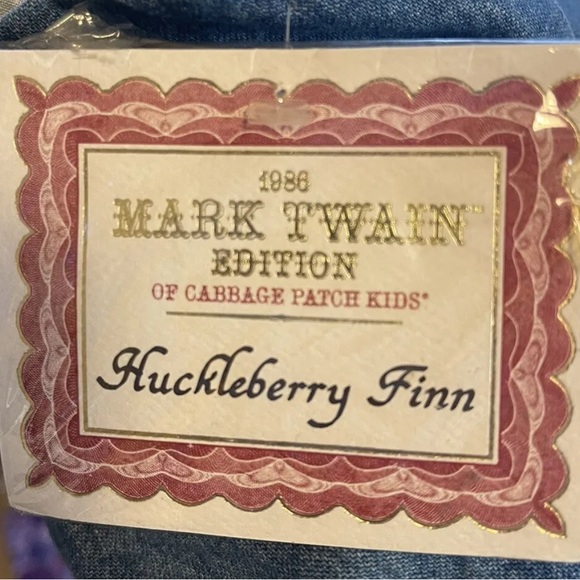 1986
MARK TWAIN™
EDITION
OF CABBAGE PATCH KIDS®
Huckleberry Finn